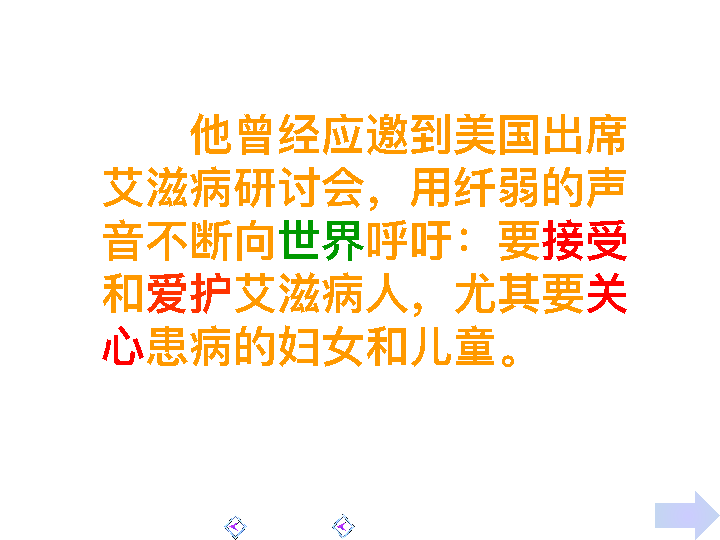 他曾经应邀到美国出席
艾滋病研讨会，用纤弱的声
音不断向世界呼吁：要接受
和爱护艾滋病人，尤其要关
心患病的妇女和儿童。